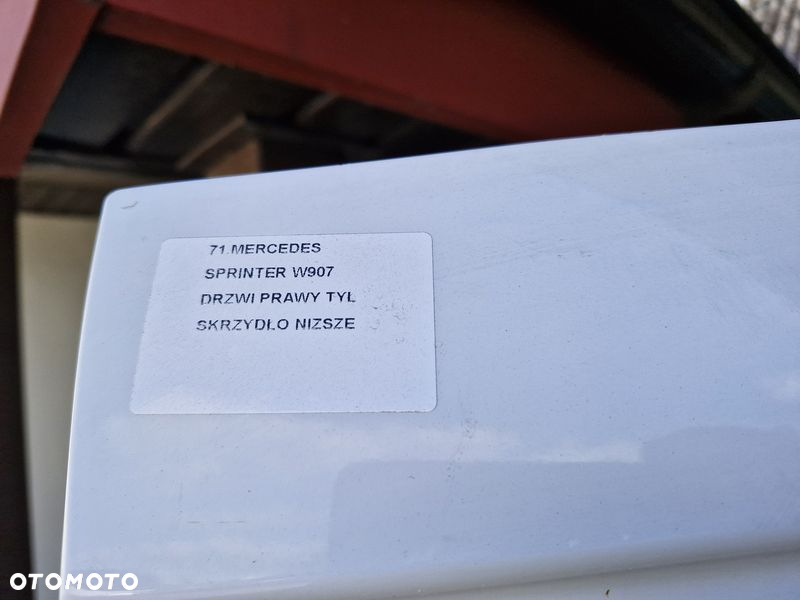 71.MERCEDES
SPRINTER W907
DRZWI PRAWY TYŁ
SKRZYDŁO NIZSZE
OTOMOTO